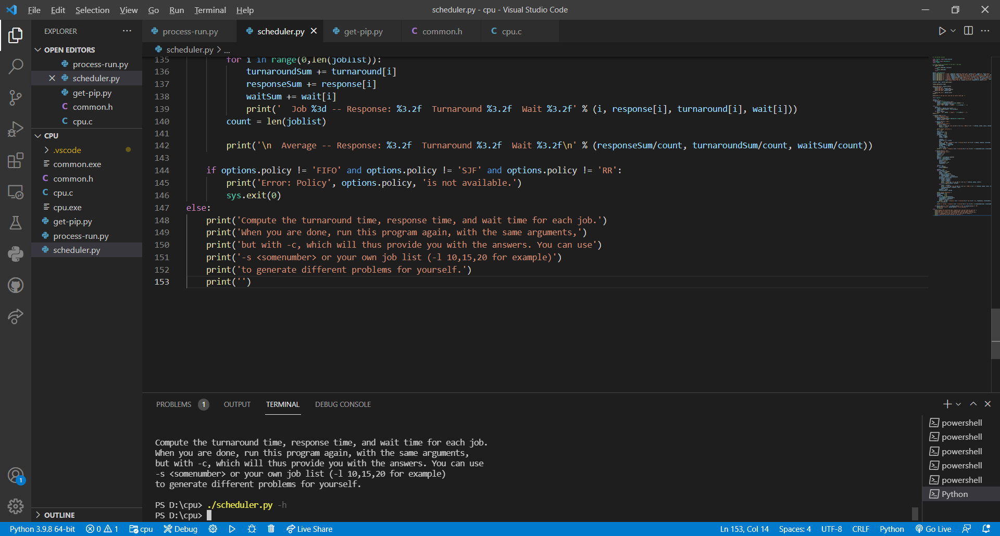 File Edit Selection View Go Run Terminal Help
scheduler.py - cpu - Visual Studio Code
EXPLORER
process-run.py
scheduler.py
get-pip.py
C common.h
C cpu.c
OPEN EDITORS
process-run.py
scheduler.py
get-pip.py
C common.h
C cpu.c
CPU
.vscode
common.exe
C common.h
C cpu.c
cpu.exe
get-pip.py
process-run.py
scheduler.py
OUTLINE
1
scheduler.py > ...
135 for i in range(0,len(joblist)):
136 turnaroundSum += turnaround[i]
137 responseSum += response[i]
138 waitSum += wait[i]
139 print('  Job %3d -- Response: %3.2f  Turnaround %3.2f  Wait %3.2f' % (i, response[i], turnaround[i], wait[i]))
140 count = len(joblist)
141
142 print('\n  Average -- Response: %3.2f  Turnaround %3.2f  Wait %3.2f\n' % (responseSum/count, turnaroundSum/count, waitSum/count))
143
144 if options.policy != 'FIFO' and options.policy != 'SJF' and options.policy != 'RR':
145 print('Error: Policy', options.policy, 'is not available.')
146 sys.exit(0)
147 else:
148 print('Compute the turnaround time, response time, and wait time for each job.')
149 print('When you are done, run this program again, with the same arguments,')
150 print('but with -c, which will thus provide you with the answers. You can use')
151 print('-s <somenumber> or your own job list (-l 10,15,20 for example)')
152 print('to generate different problems for yourself.')
153 print('')
PROBLEMS 1 OUTPUT TERMINAL DEBUG CONSOLE
Compute the turnaround time, response time, and wait time for each job.
When you are done, run this program again, with the same arguments,
but with -c, which will thus provide you with the answers. You can use
-s <somenumber> or your own job list (-l 10,15,20 for example)
to generate different problems for yourself.
PS D:\cpu> ./scheduler.py -h
PS D:\cpu>
powershell
powershell
powershell
powershell
powershell
Python
Python 3.9.8 64-bit 0 1 cpu Debug Live Share
Ln 153, Col 14 Spaces: 4 UTF-8 CRLF Python Go Live